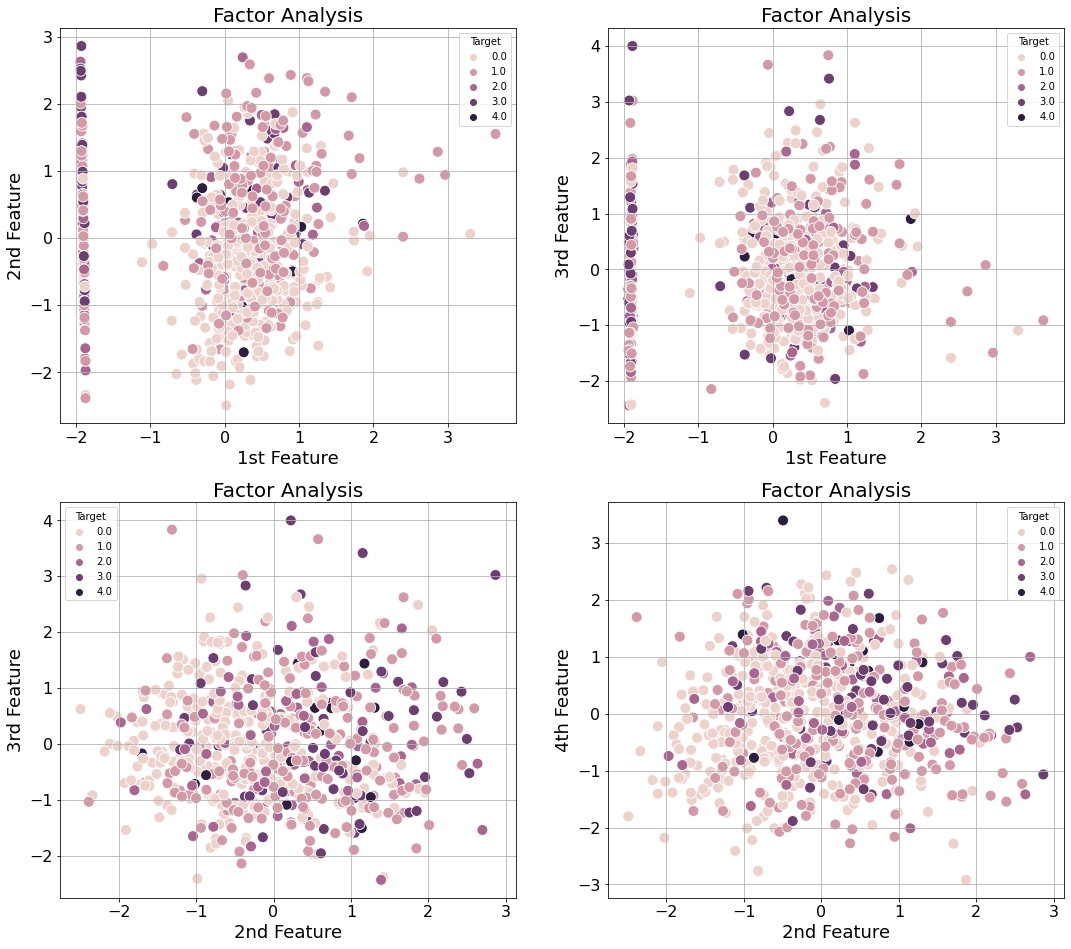 Factor Analysis
Target
0.0
1.0
2.0
3.0
4.0
3
2
1
0
−1
−2
2nd Feature
−2 −1 0 1 2 3
1st Feature
Factor Analysis
Target
0.0
1.0
2.0
3.0
4.0
4
3
2
1
0
−1
−2
3rd Feature
−2 −1 0 1 2 3
1st Feature
Factor Analysis
Target
0.0
1.0
2.0
3.0
4.0
4
3
2
1
0
−1
−2
3rd Feature
−2 −1 0 1 2 3
2nd Feature
Factor Analysis
Target
0.0
1.0
2.0
3.0
4.0
3
2
1
0
−1
−2
−3
4th Feature
−2 −1 0 1 2 3
2nd Feature